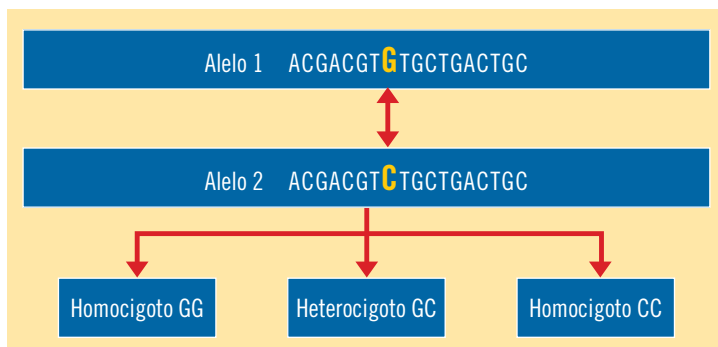 Alelo 1 ACGACGTGTGCTGACTGC
Alelo 2 ACGACGTCTGCTGACTGC
Homocigoto GG
Heterocigoto GC
Homocigoto CC